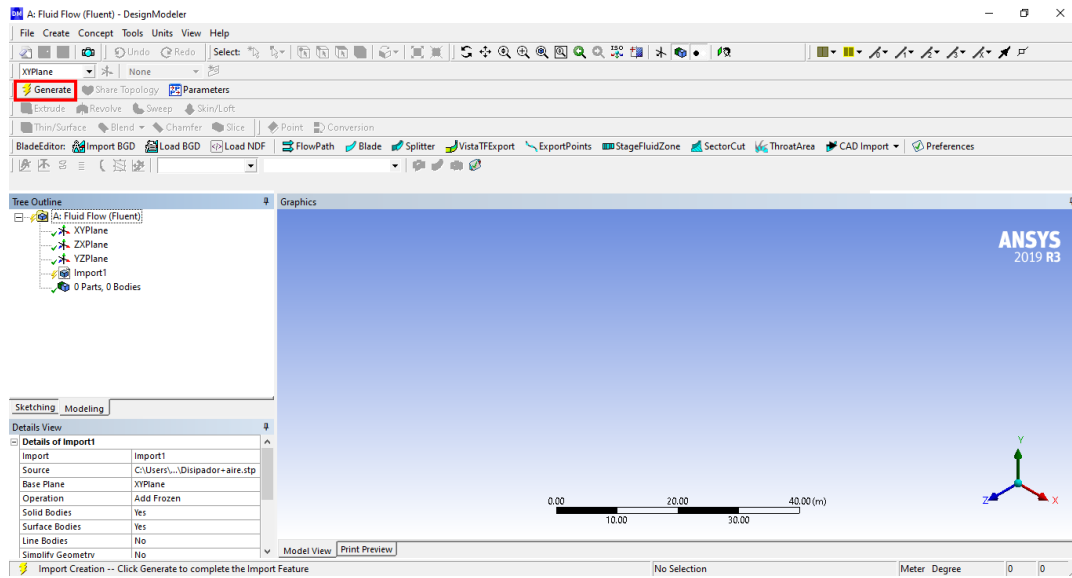 DM A: Fluid Flow (Fluent) - DesignModeler
File Create Concept Tools Units View Help
Undo Redo Select: ISO
XYPlane None
Generate Share Topology Parameters
Extrude Revolve Sweep Skin/Loft
Thin/Surface Blend Chamfer Slice Point Conversion
BladeEditor: Import BGD Load BGD Load NDF FlowPath Blade Splitter VistaTFExport ExportPoints StageFluidZone SectorCut ThroatArea CAD Import Preferences
Tree Outline
A: Fluid Flow (Fluent)
XYPlane
ZXPlane
YZPlane
Import1
0 Parts, 0 Bodies
Sketching Modeling
Details View
Details of Import1
Import Import1
Source C:\Users\...\Disipador+aire.stp
Base Plane XYPlane
Operation Add Frozen
Solid Bodies Yes
Surface Bodies Yes
Line Bodies No
Simplify Geometry No
Graphics
ANSYS
2019 R3
Y
Z X
0.00 20.00 40.00 (m)
10.00 30.00
Model View Print Preview
Import Creation -- Click Generate to complete the Import Feature No Selection Meter Degree 0 0